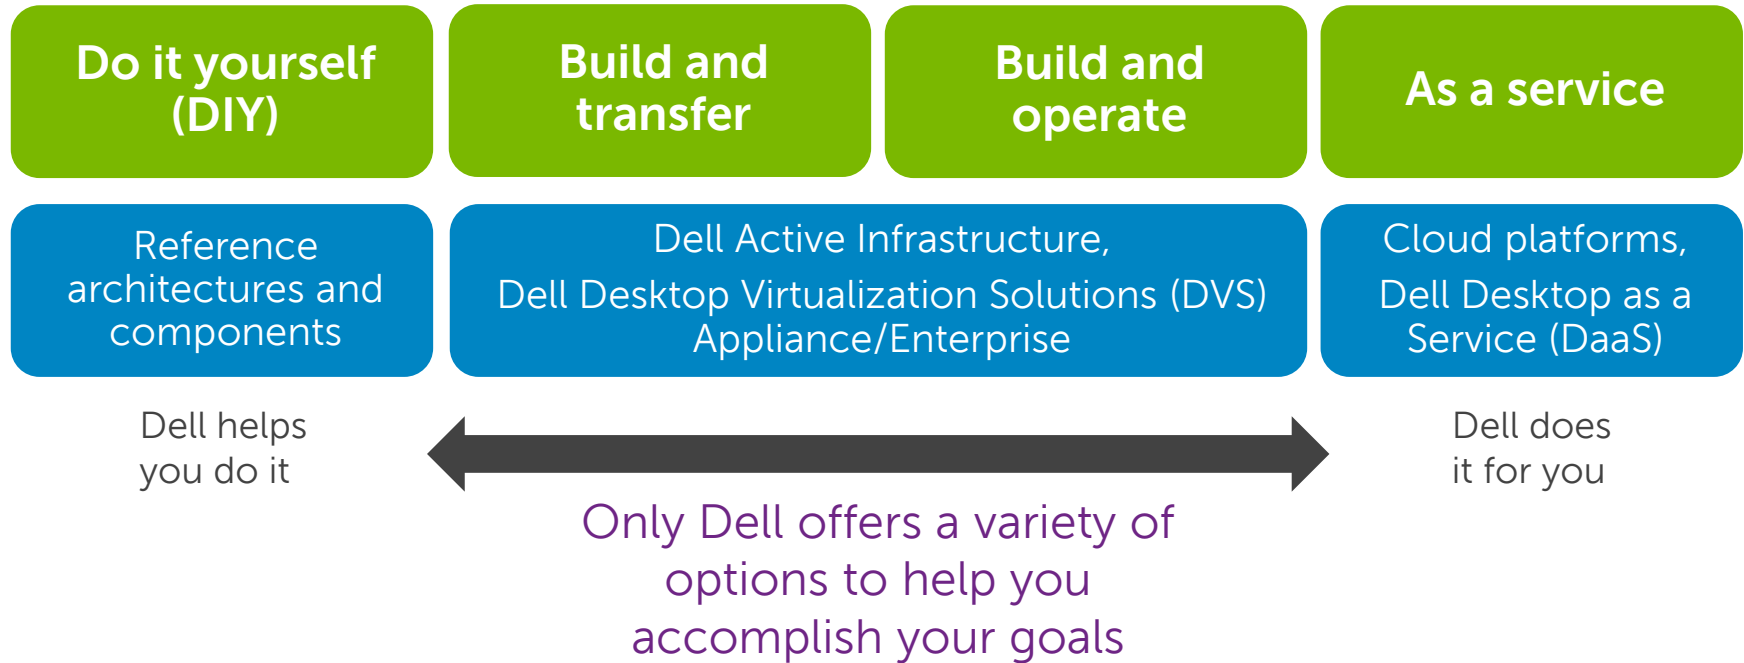 Do it yourself
(DIY)
Build and
transfer
Build and
operate
As a service
Reference
architectures and
components
Dell Active Infrastructure,
Dell Desktop Virtualization Solutions (DVS)
Appliance/Enterprise
Cloud platforms,
Dell Desktop as a
Service (DaaS)
Dell helps
you do it
Dell does
it for you
Only Dell offers a variety of
options to help you
accomplish your goals